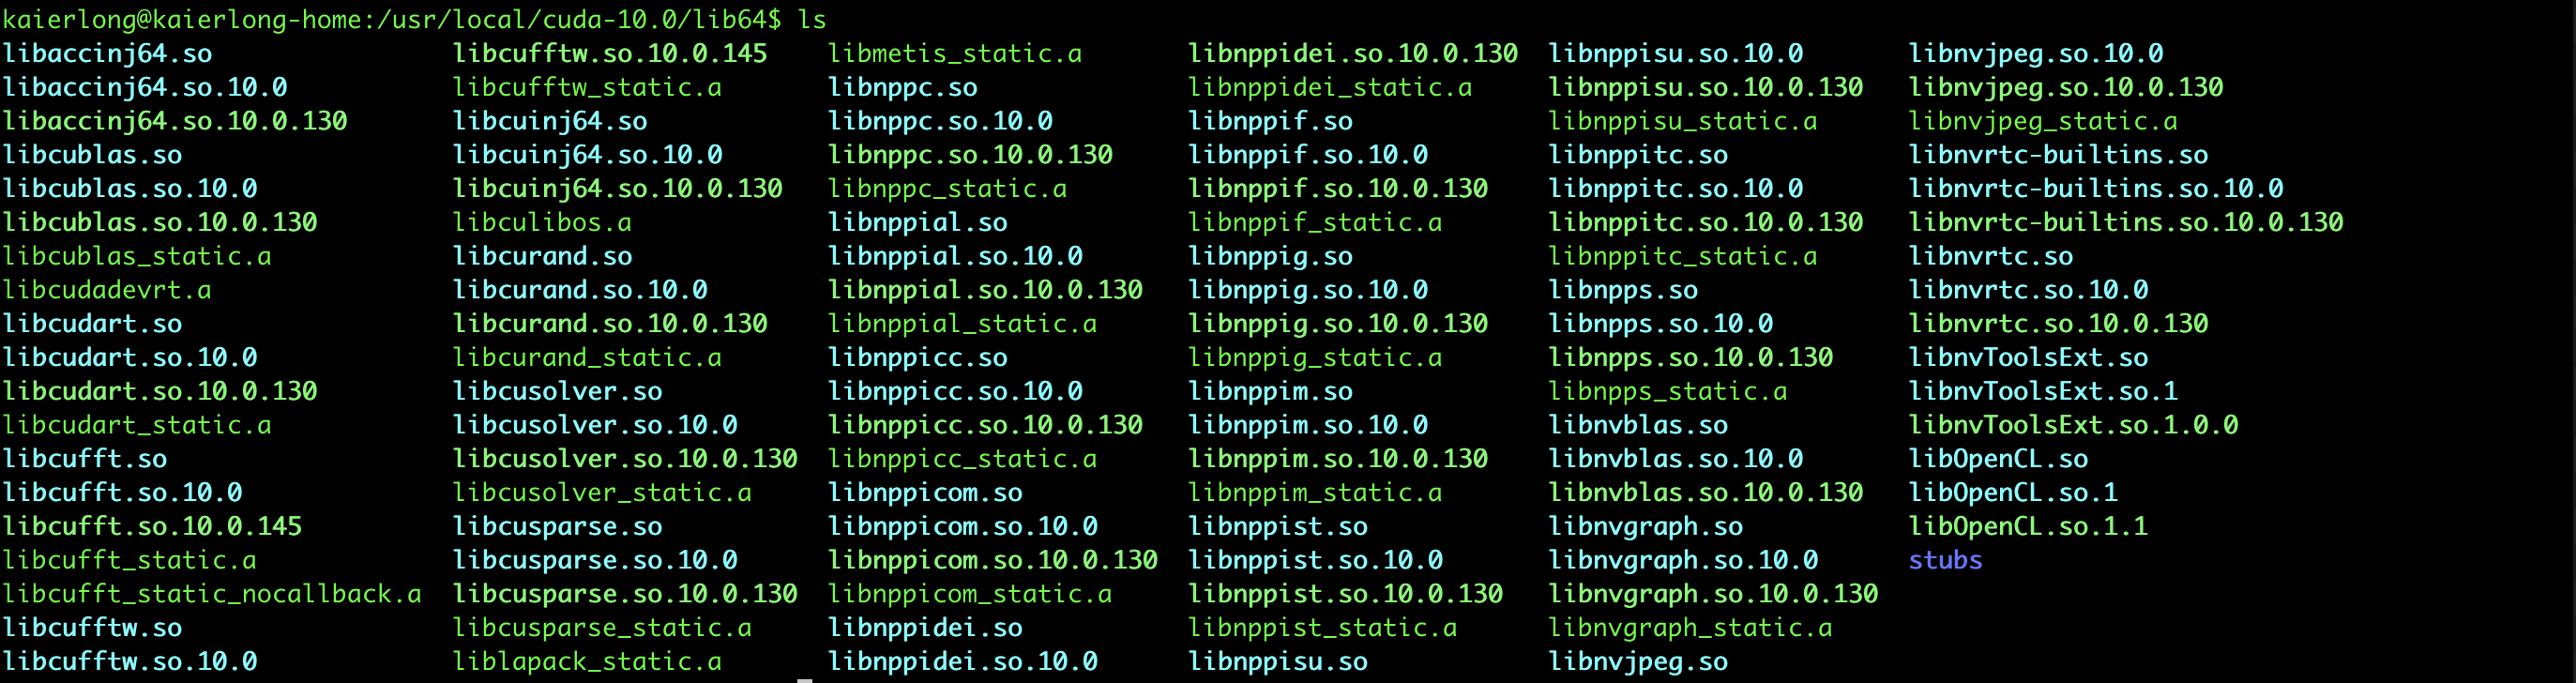 kaierlong@kaierlong-home:/usr/local/cuda-10.0/lib64$ ls
libaccinj64.so libcufftw.so.10.0.145 libmetis_static.a libnppidei.so.10.0.130 libnppisu.so.10.0 libnvjpeg.so.10.0
libaccinj64.so.10.0 libcufftw_static.a libnppc.so libnppidei_static.a libnppisu.so.10.0.130 libnvjpeg.so.10.0.130
libaccinj64.so.10.0.130 libcuinj64.so libnppc.so.10.0 libnppif.so libnppisu_static.a libnvjpeg_static.a
libcublas.so libcuinj64.so.10.0 libnppc.so.10.0.130 libnppif.so.10.0 libnppitc.so libnvrtc-builtins.so
libcublas.so.10.0 libcuinj64.so.10.0.130 libnppc_static.a libnppif.so.10.0.130 libnppitc.so.10.0 libnvrtc-builtins.so.10.0
libcublas.so.10.0.130 libculibos.a libnppial.so libnppif_static.a libnppitc.so.10.0.130 libnvrtc-builtins.so.10.0.130
libcublas_static.a libcurand.so libnppial.so.10.0 libnppig.so libnppitc_static.a libnvrtc.so
libcudadevrt.a libcurand.so.10.0 libnppial.so.10.0.130 libnppig.so.10.0 libnpps.so libnvrtc.so.10.0
libcudart.so libcurand.so.10.0.130 libnppial_static.a libnppig.so.10.0.130 libnpps.so.10.0 libnvrtc.so.10.0.130
libcudart.so.10.0 libcurand_static.a libnppicc.so libnppig_static.a libnpps.so.10.0.130 libnvToolsExt.so
libcudart.so.10.0.130 libcusolver.so libnppicc.so.10.0 libnppim.so libnpps_static.a libnvToolsExt.so.1
libcudart_static.a libcusolver.so.10.0 libnppicc.so.10.0.130 libnppim.so.10.0 libnvblas.so libnvToolsExt.so.1.0.0
libcufft.so libcusolver.so.10.0.130 libnppicc_static.a libnppim.so.10.0.130 libnvblas.so.10.0 libOpenCL.so
libcufft.so.10.0 libcusolver_static.a libnppicom.so libnppim_static.a libnvblas.so.10.0.130 libOpenCL.so.1
libcufft.so.10.0.145 libcusparse.so libnppicom.so.10.0 libnppist.so libnvgraph.so libOpenCL.so.1.1
libcufft_static.a libcusparse.so.10.0 libnppicom.so.10.0.130 libnppist.so.10.0 libnvgraph.so.10.0 stubs
libcufft_static_nocallback.a libcusparse.so.10.0.130 libnppicom_static.a libnppist.so.10.0.130 libnvgraph.so.10.0.130
libcufftw.so libcusparse_static.a libnppidei.so libnppist_static.a libnvgraph_static.a
libcufftw.so.10.0 liblapack_static.a libnppidei.so.10.0 libnppisu.so libnvjpeg.so